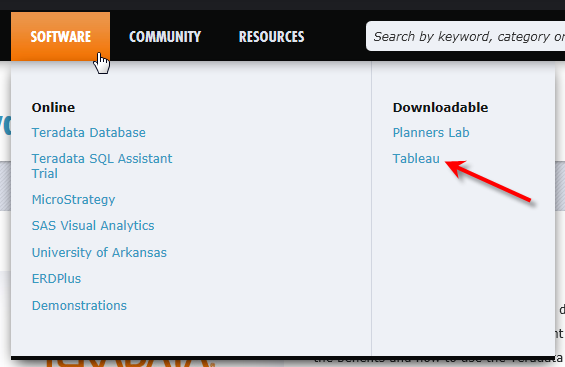 SOFTWARE
COMMUNITY
RESOURCES
Search by keyword, category or
Online
Teradata Database
Teradata SQL Assistant
Trial
MicroStrategy
SAS Visual Analytics
University of Arkansas
ERDPlus
Demonstrations
Downloadable
Planners Lab
Tableau